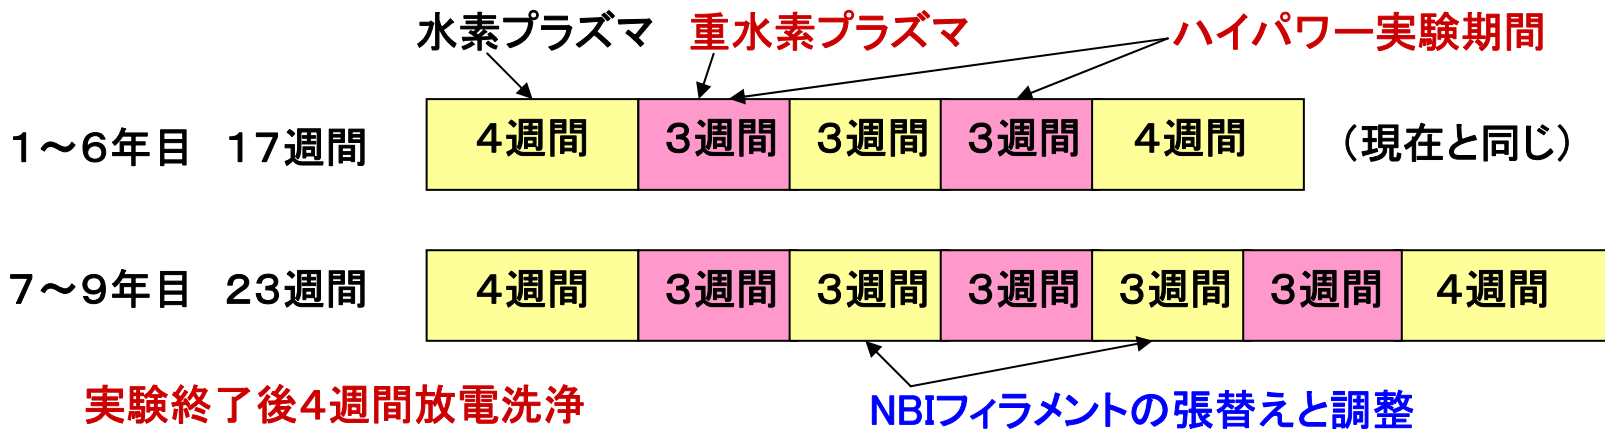 水素プラズマ 重水素プラズマ ハイパワー実験期間
１～６年目 １７週間 ４週間 ３週間 ３週間 ３週間 ４週間 （現在と同じ）
７～９年目 ２３週間 ４週間 ３週間 ３週間 ３週間 ３週間 ３週間 ４週間
実験終了後４週間放電洗浄 NBIフィラメントの張替えと調整